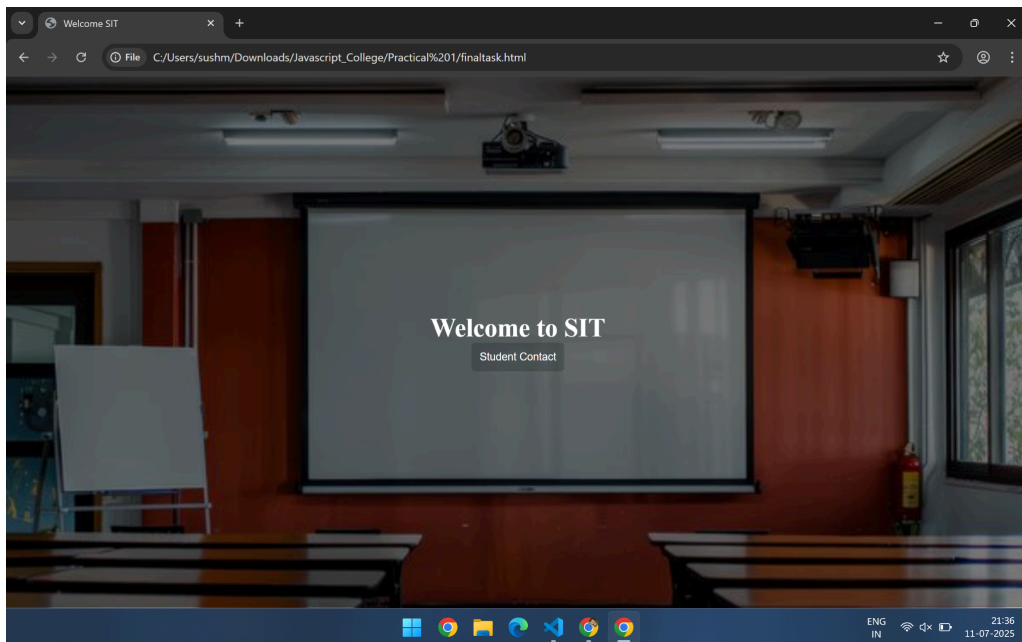 Welcome SIT
File C:/Users/sushm/Downloads/Javascript_College/Practical%201/finaltask.html
Welcome to SIT
Student Contact
ENG 21:36
IN 11-07-2025